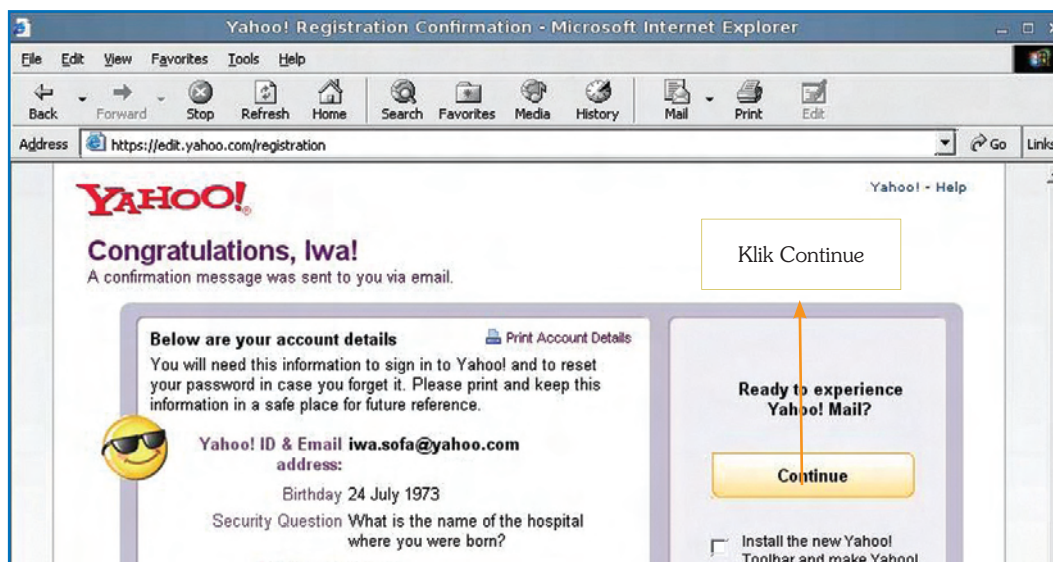 Yahoo! Registration Confirmation - Microsoft Internet Explorer
File Edit View Favorites Tools Help
Back Forward Stop Refresh Home Search Favorites Media History Mail Print Edit
Address https://edit.yahoo.com/registration Go Links
YAHOO!
Yahoo! - Help
Congratulations, Iwa!
A confirmation message was sent to you via email.
Klik Continue
Below are your account details
Print Account Details
You will need this information to sign in to Yahoo! and to reset
your password in case you forget it. Please print and keep this
information in a safe place for future reference.
Yahoo! ID & Email iwa.sofa@yahoo.com
address:
Birthday 24 July 1973
Security Question What is the name of the hospital
where you were born?
Ready to experience
Yahoo! Mail?
Continue
Install the new Yahoo!
Toolbar and make Yahoo!